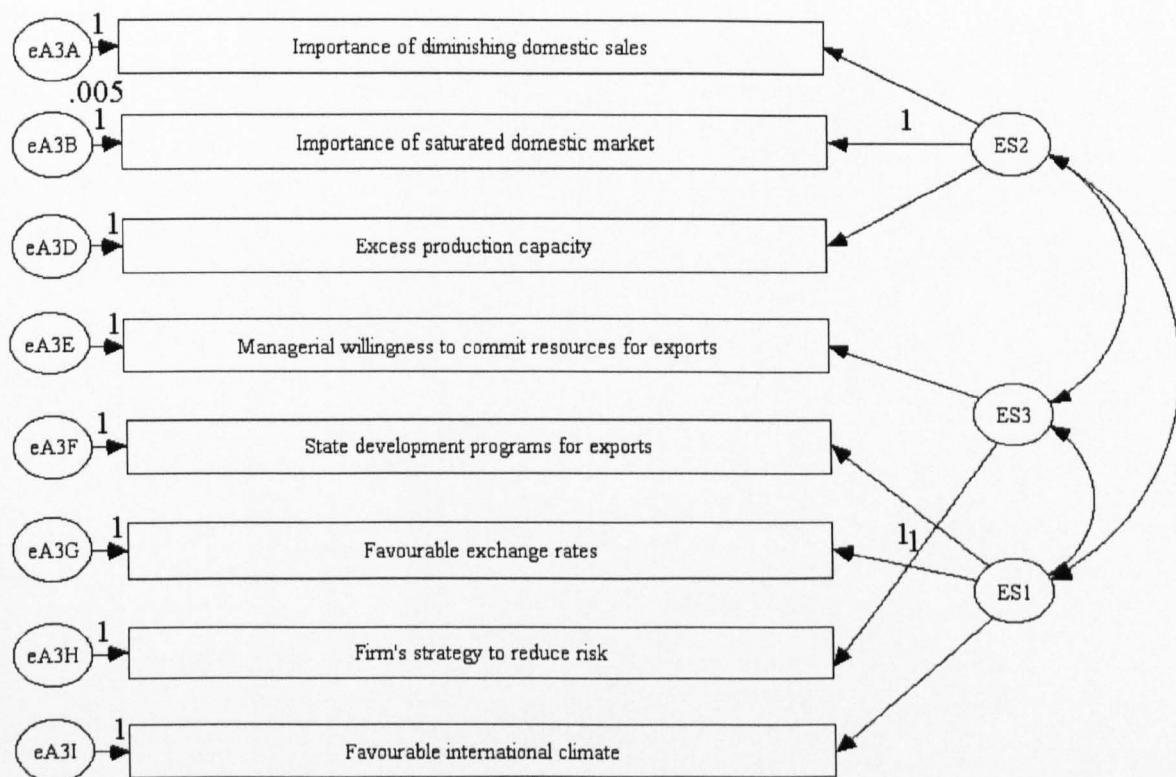 1
eA3A
Importance of diminishing domestic sales
.005
1
eA3B
Importance of saturated domestic market
1
ES2
1
eA3D
Excess production capacity
1
eA3E
Managerial willingness to commit resources for exports
ES3
1
eA3F
State development programs for exports
1
eA3G
Favourable exchange rates
1
1
ES1
1
eA3H
Firm's strategy to reduce risk
1
eA3I
Favourable international climate